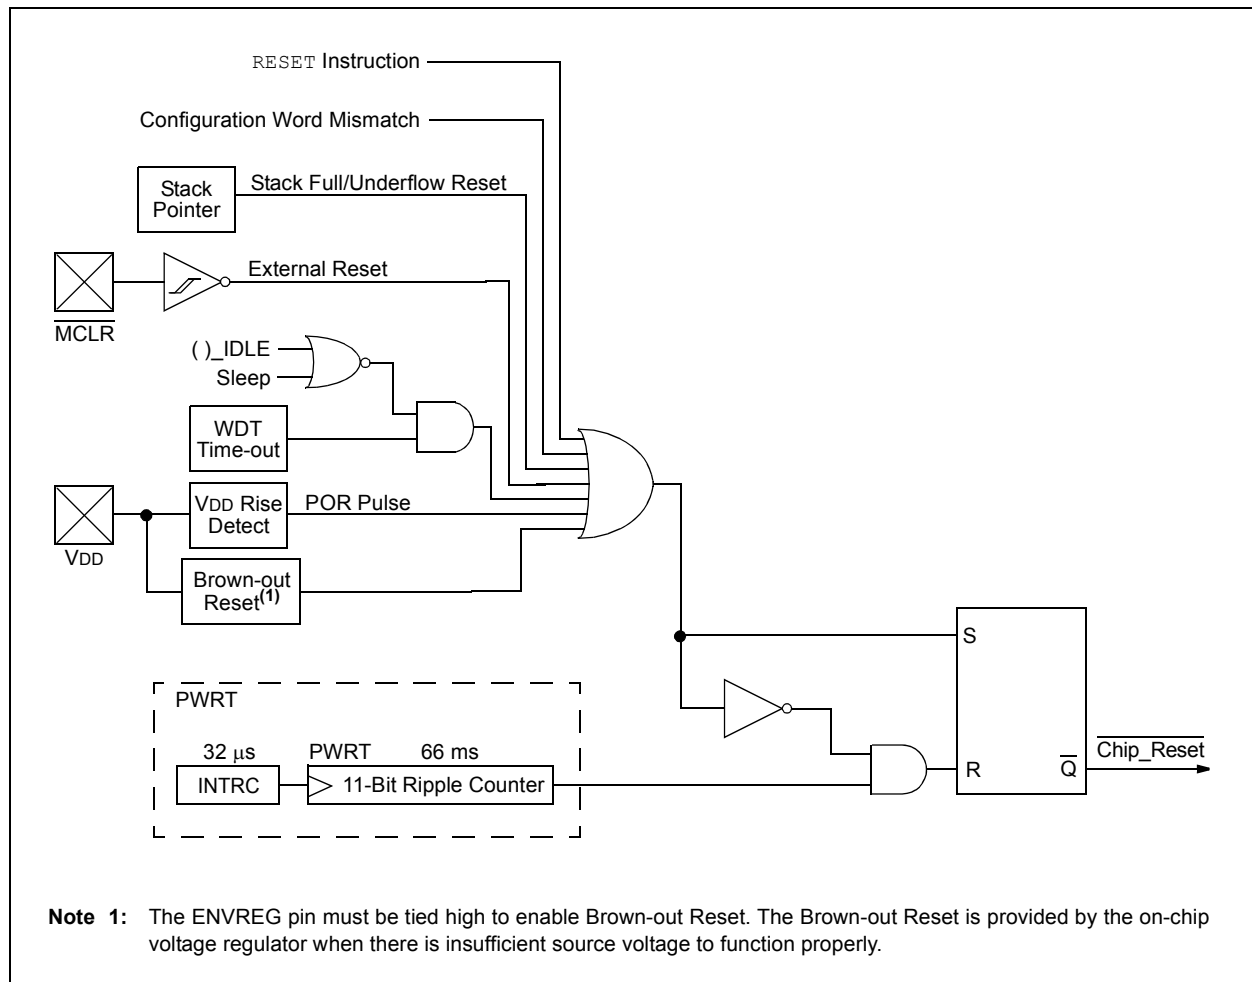 RESET Instruction
Configuration Word Mismatch
Stack
Pointer
Stack Full/Underflow Reset
External Reset
MCLR
( )_IDLE
Sleep
WDT
Time-out
VDD Rise
Detect
POR Pulse
VDD
Brown-out
Reset(1)
S
PWRT
32 μs
PWRT
66 ms
INTRC
11-Bit Ripple Counter
R
Q
Chip_Reset
Note 1: The ENVREG pin must be tied high to enable Brown-out Reset. The Brown-out Reset is provided by the on-chip
voltage regulator when there is insufficient source voltage to function properly.